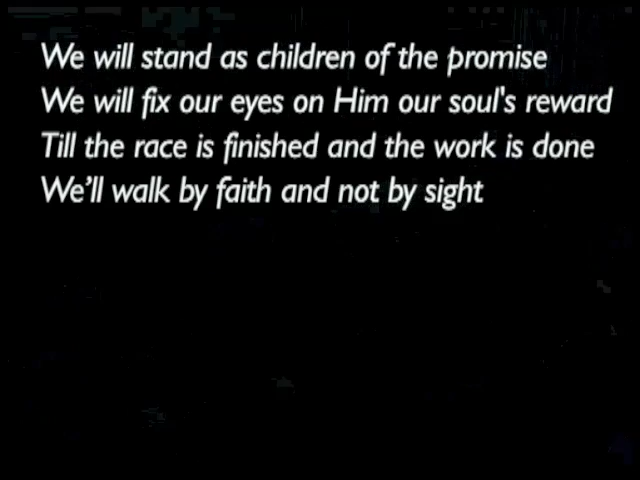 We will stand as children of the promise
We will fix our eyes on Him our soul's reward
Till the race is finished and the work is done
We’ll walk by faith and not by sight